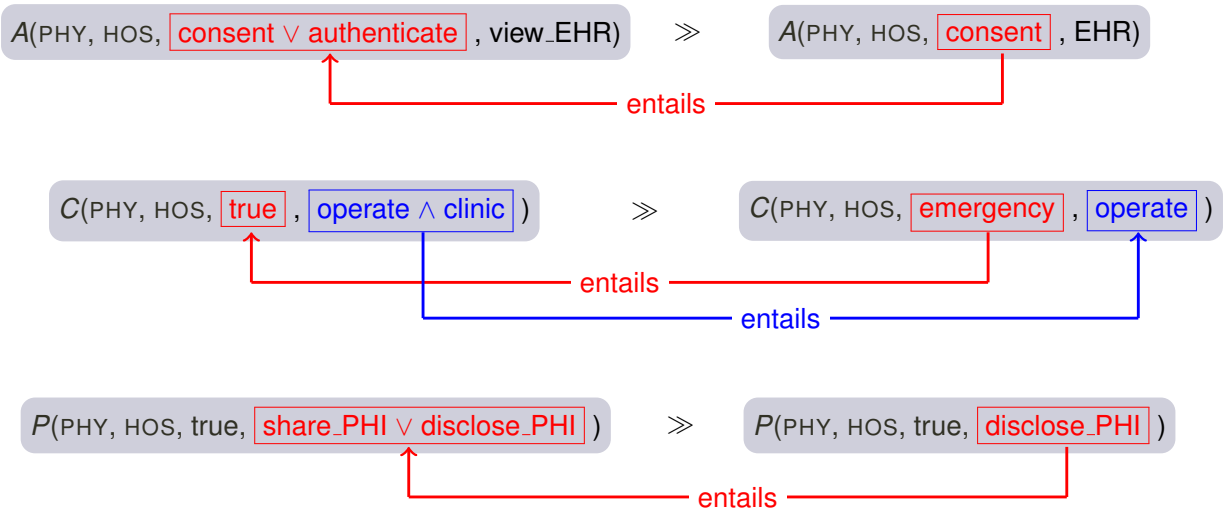 A(PHY, HOS, consent ∨ authenticate , view_EHR) ≫ A(PHY, HOS, consent , EHR)
entails
C(PHY, HOS, true , operate ∧ clinic ) ≫ C(PHY, HOS, emergency , operate )
entails
entails
P(PHY, HOS, true, share_PHI ∨ disclose_PHI ) ≫ P(PHY, HOS, true, disclose_PHI )
entails